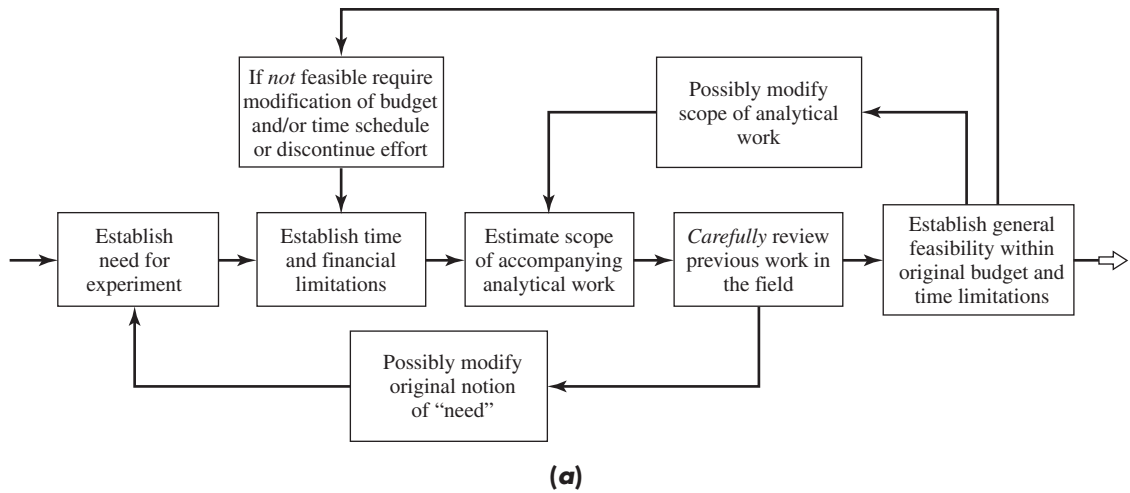 If not feasible require
modification of budget
and/or time schedule
or discontinue effort
Possibly modify
scope of analytical
work
Establish
need for
experiment
Establish time
and financial
limitations
Estimate scope
of accompanying
analytical work
Carefully review
previous work in
the field
Establish general
feasibility within
original budget and
time limitations
Possibly modify
original notion
of “need”
(a)